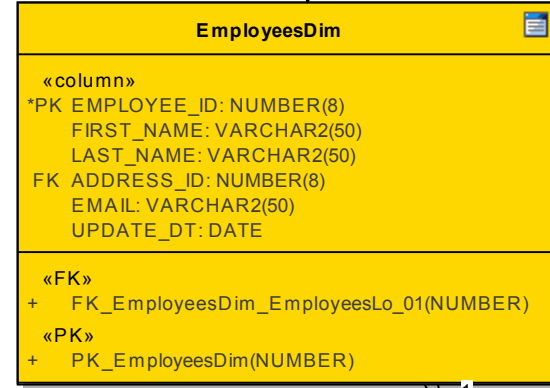 EmployeesDim
«column»
*PK EMPLOYEE_ID: NUMBER(8)
FIRST_NAME: VARCHAR2(50)
LAST_NAME: VARCHAR2(50)
FK ADDRESS_ID: NUMBER(8)
EMAIL: VARCHAR2(50)
UPDATE_DT: DATE
«FK»
+ FK_EmployeesDim_EmployeesLo_01(NUMBER)
«PK»
+ PK_EmployeesDim(NUMBER)